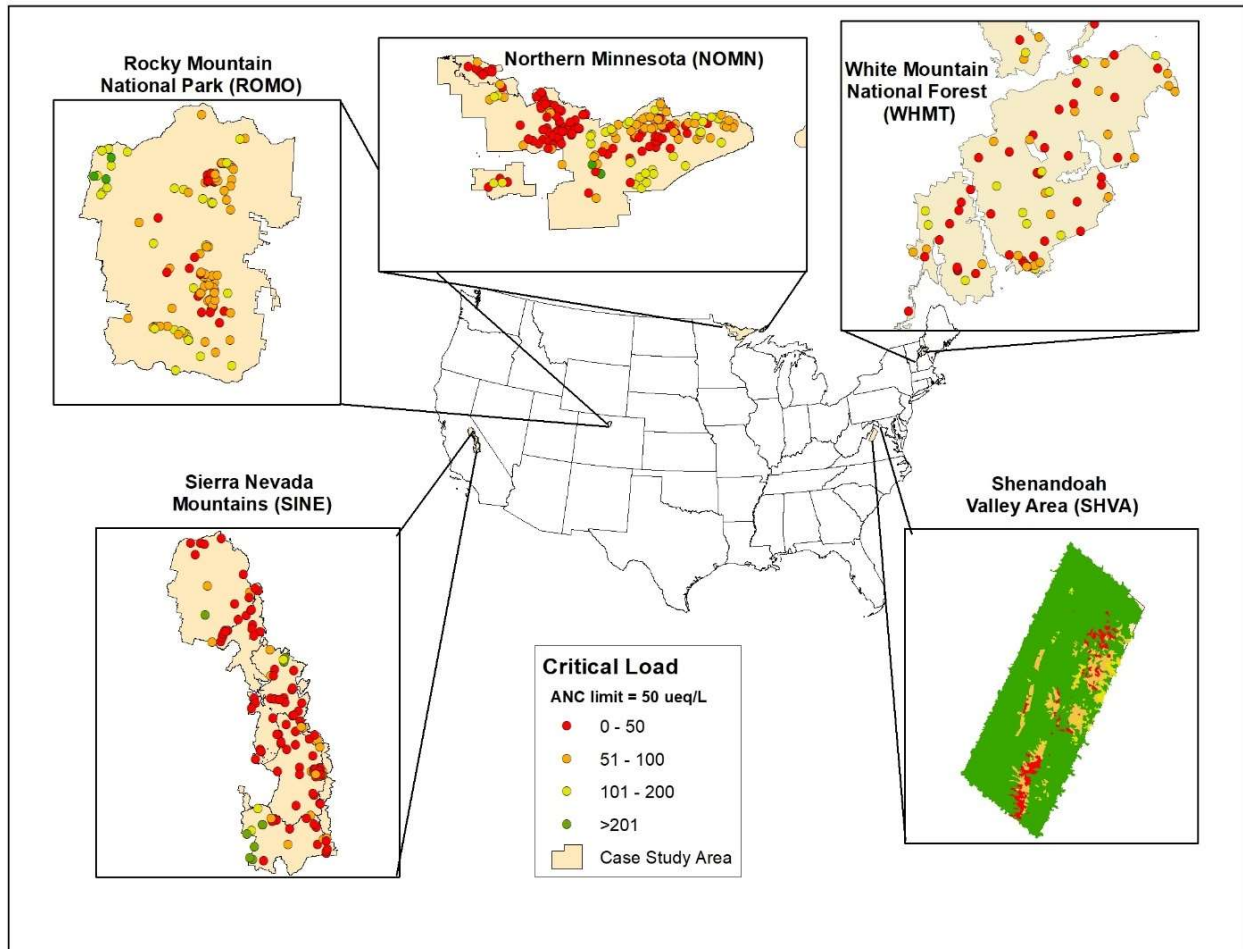 Rocky Mountain
National Park (ROMO)
Northern Minnesota (NOMN)
White Mountain
National Forest
(WHMT)
Sierra Nevada
Mountains (SINE)
Shenandoah
Valley Area (SHVA)
Critical Load
ANC limit = 50 ueq/L
0 - 50
51 - 100
101 - 200
>201
Case Study Area